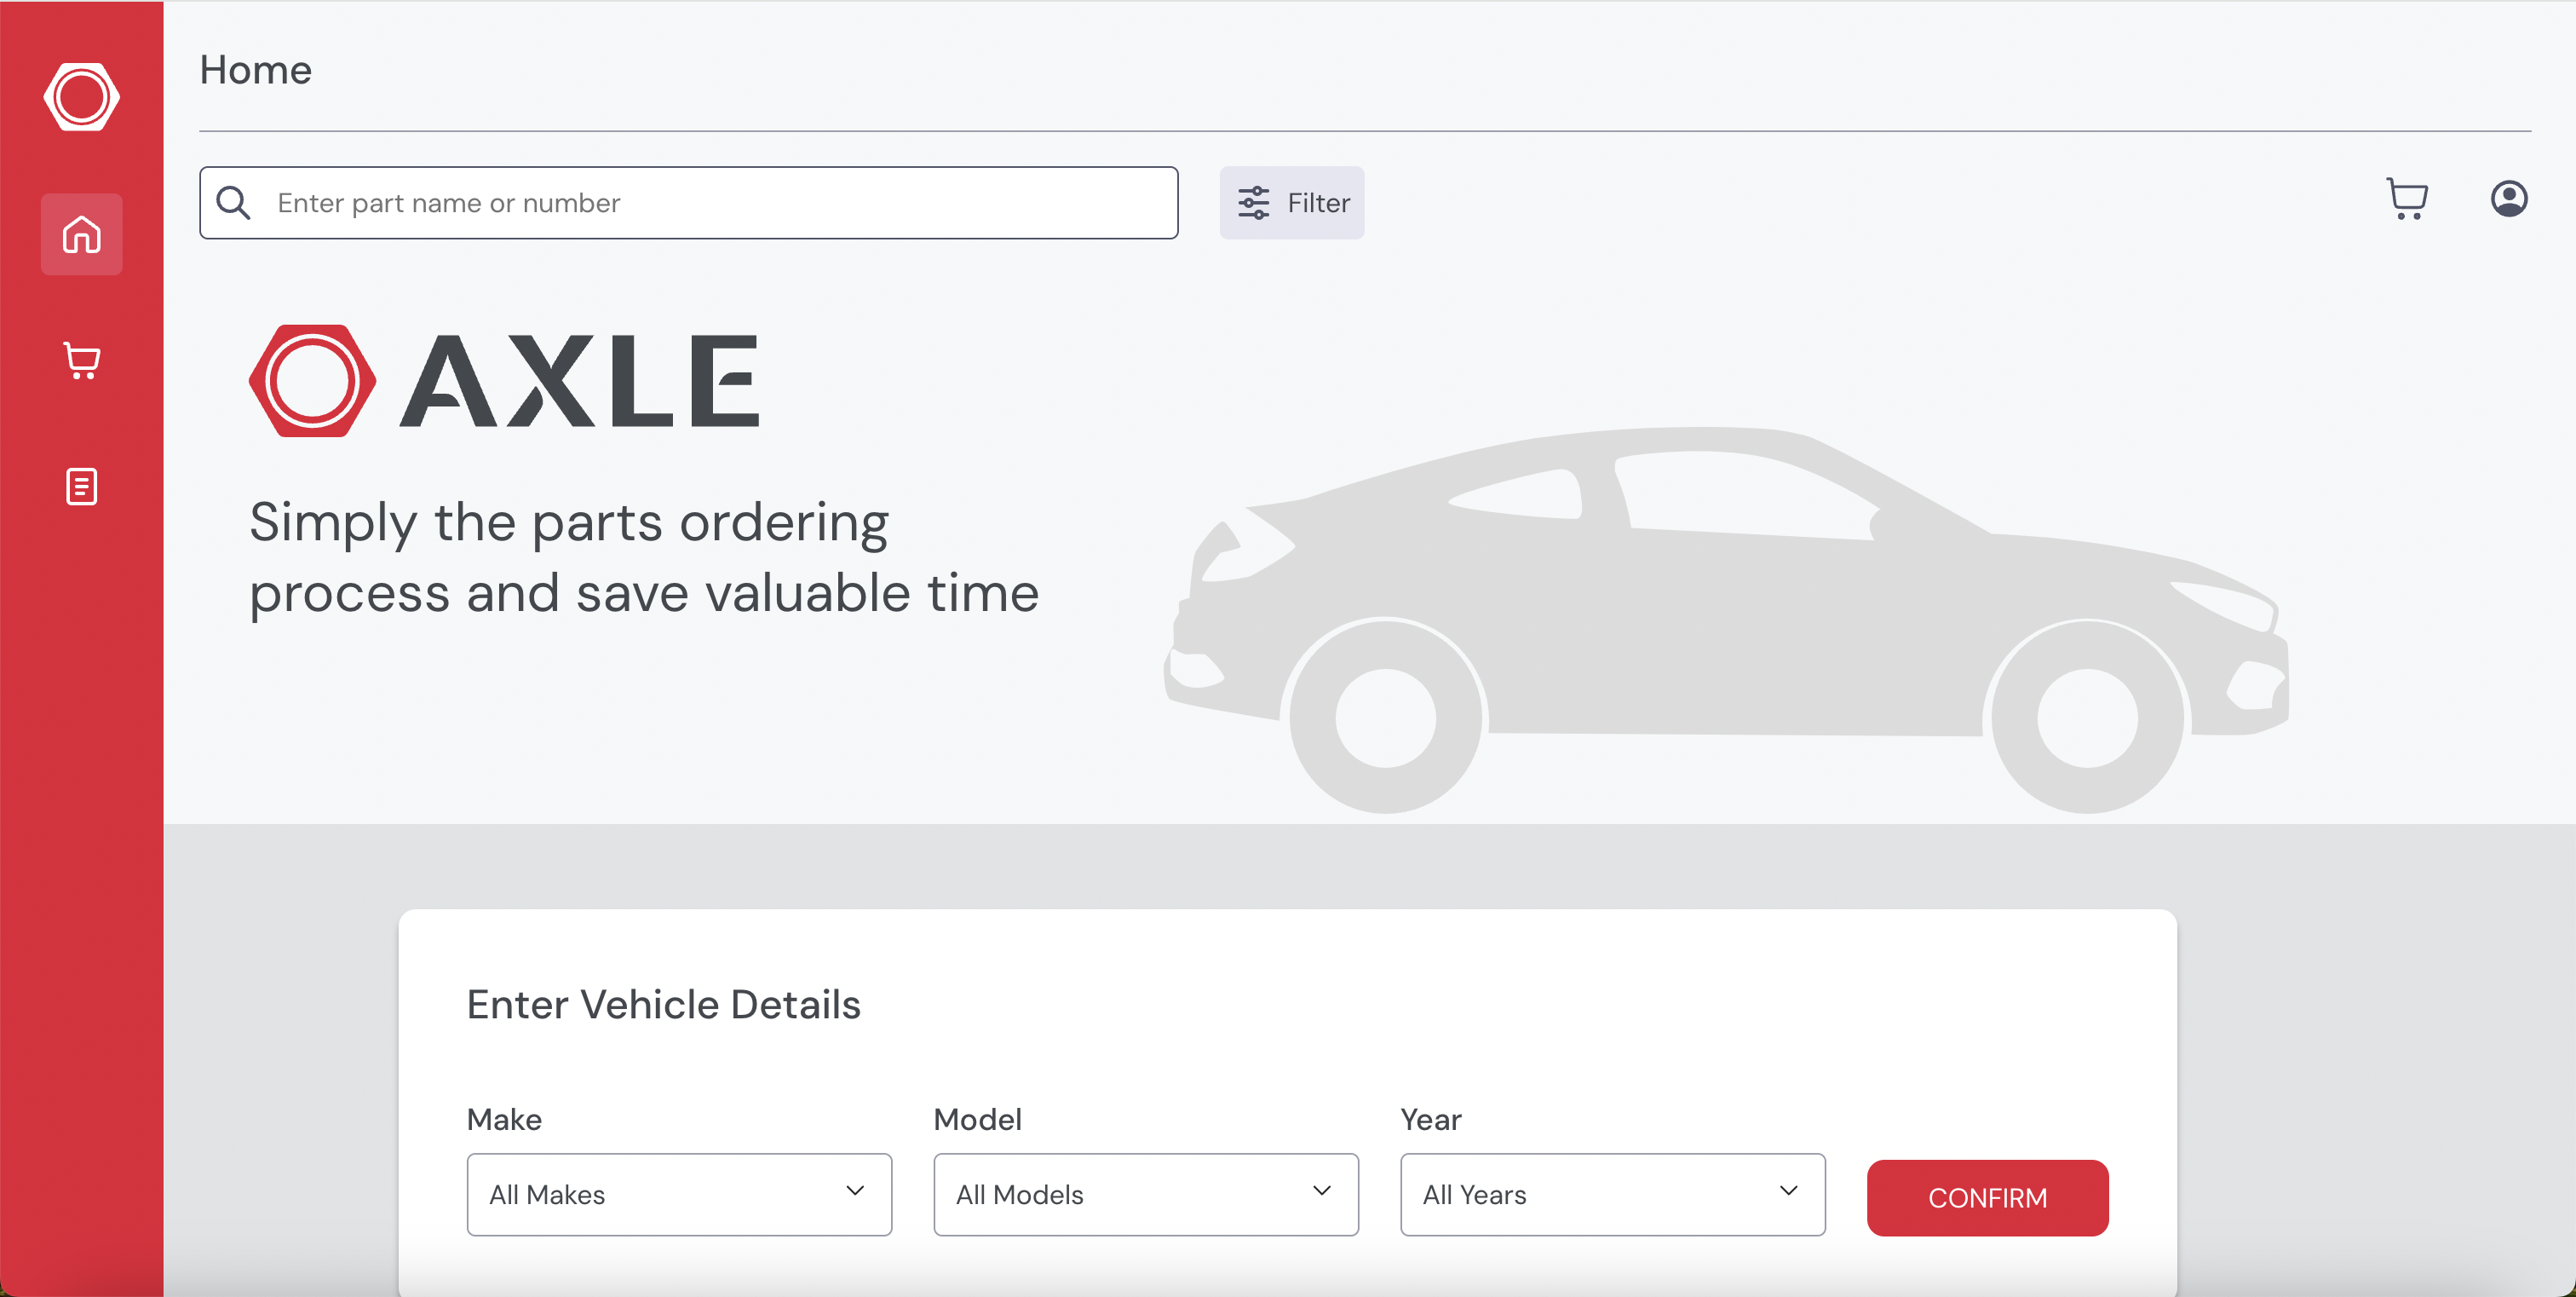 Home
Enter part name or number
Filter
AXLE
Simply the parts ordering
process and save valuable time
Enter Vehicle Details
Make
Model
Year
All Makes
All Models
All Years
CONFIRM